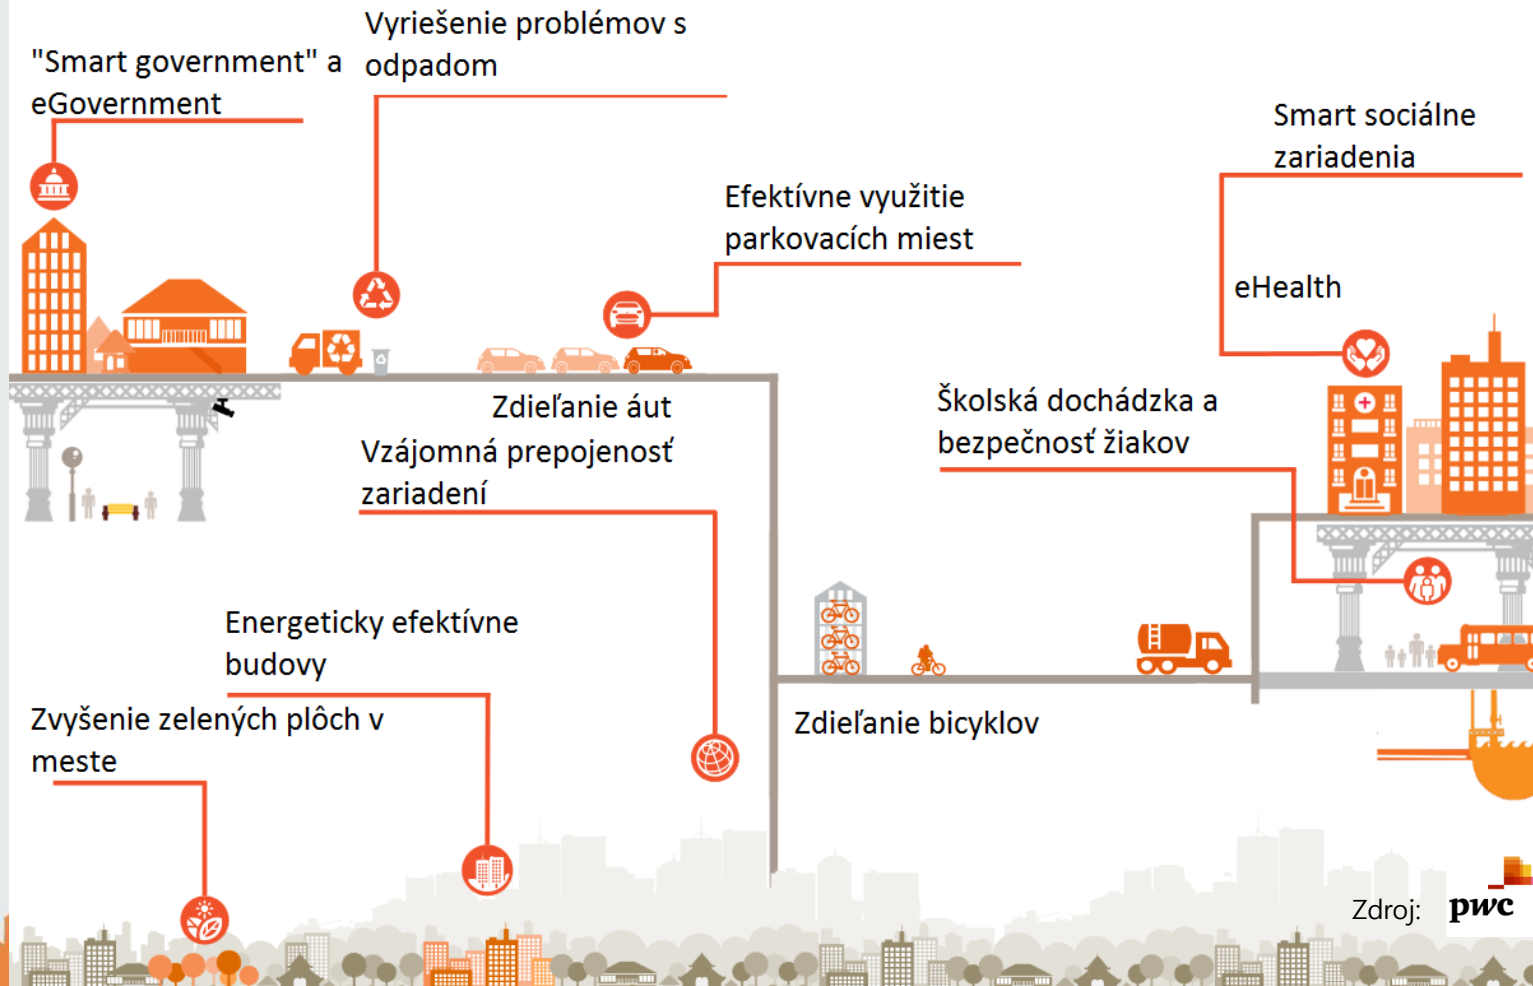 "Smart government" a
eGovernment
Vyriešenie problémov s
odpadom
Efektívne využitie
parkovacích miest
Smart sociálne
zariadenia
eHealth
Zdieľanie áut
Vzájomná prepojenosť
zariadení
Školská dochádzka a
bezpečnosť žiakov
Energeticky efektívne
budovy
Zvyšenie zelených plôch v
meste
Zdieľanie bicyklov
Zdroj: pwc